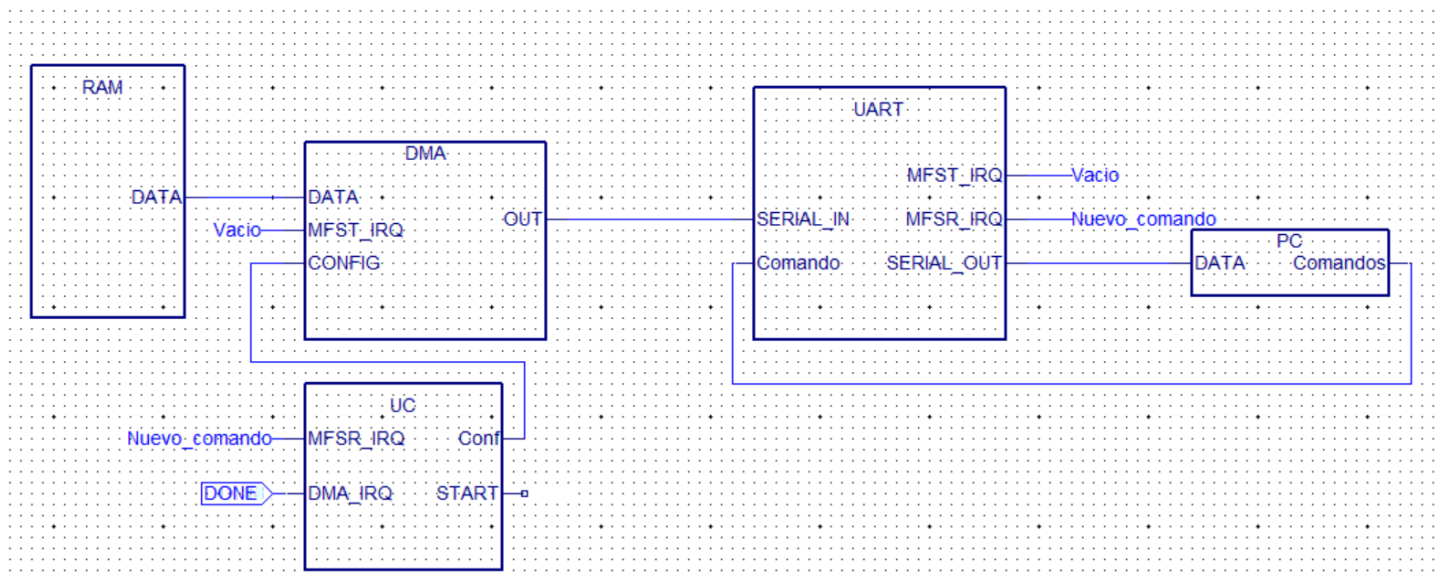 RAM
DATA
DMA
DATA
Vacio
MFST_IRQ
OUT
CONFIG
UART
MFST_IRQ
Vacio
SERIAL_IN
MFSR_IRQ
Nuevo_comando
Comando
SERIAL_OUT
PC
DATA
Comandos
UC
Nuevo_comando
MFSR_IRQ
Conf
DONE
DMA_IRQ
START